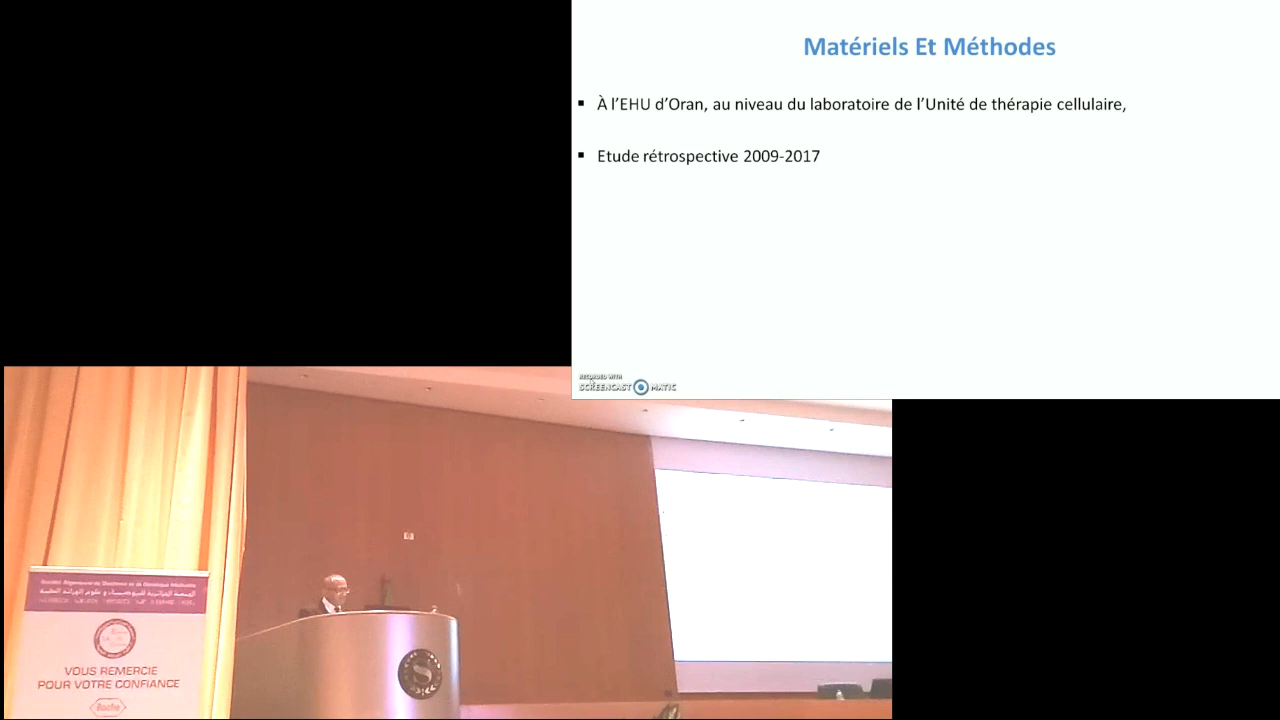 Matériels Et Méthodes
▪ À l’EHU d’Oran, au niveau du laboratoire de l’Unité de thérapie cellulaire,
▪ Etude rétrospective 2009-2017
RECORDED WITH
SCREENCAST MATIC
VOUS REMERCIE
POUR VOTRE CONFIANCE
Roche
S